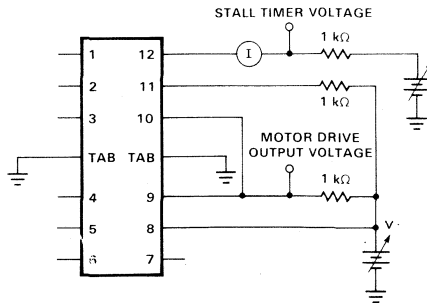 STALL TIMER VOLTAGE
1 12 I 1 kΩ
2 11
1 kΩ
3 10
MOTOR DRIVE
OUTPUT VOLTAGE
TAB TAB
1 kΩ
4 9
5 8 V
6 7